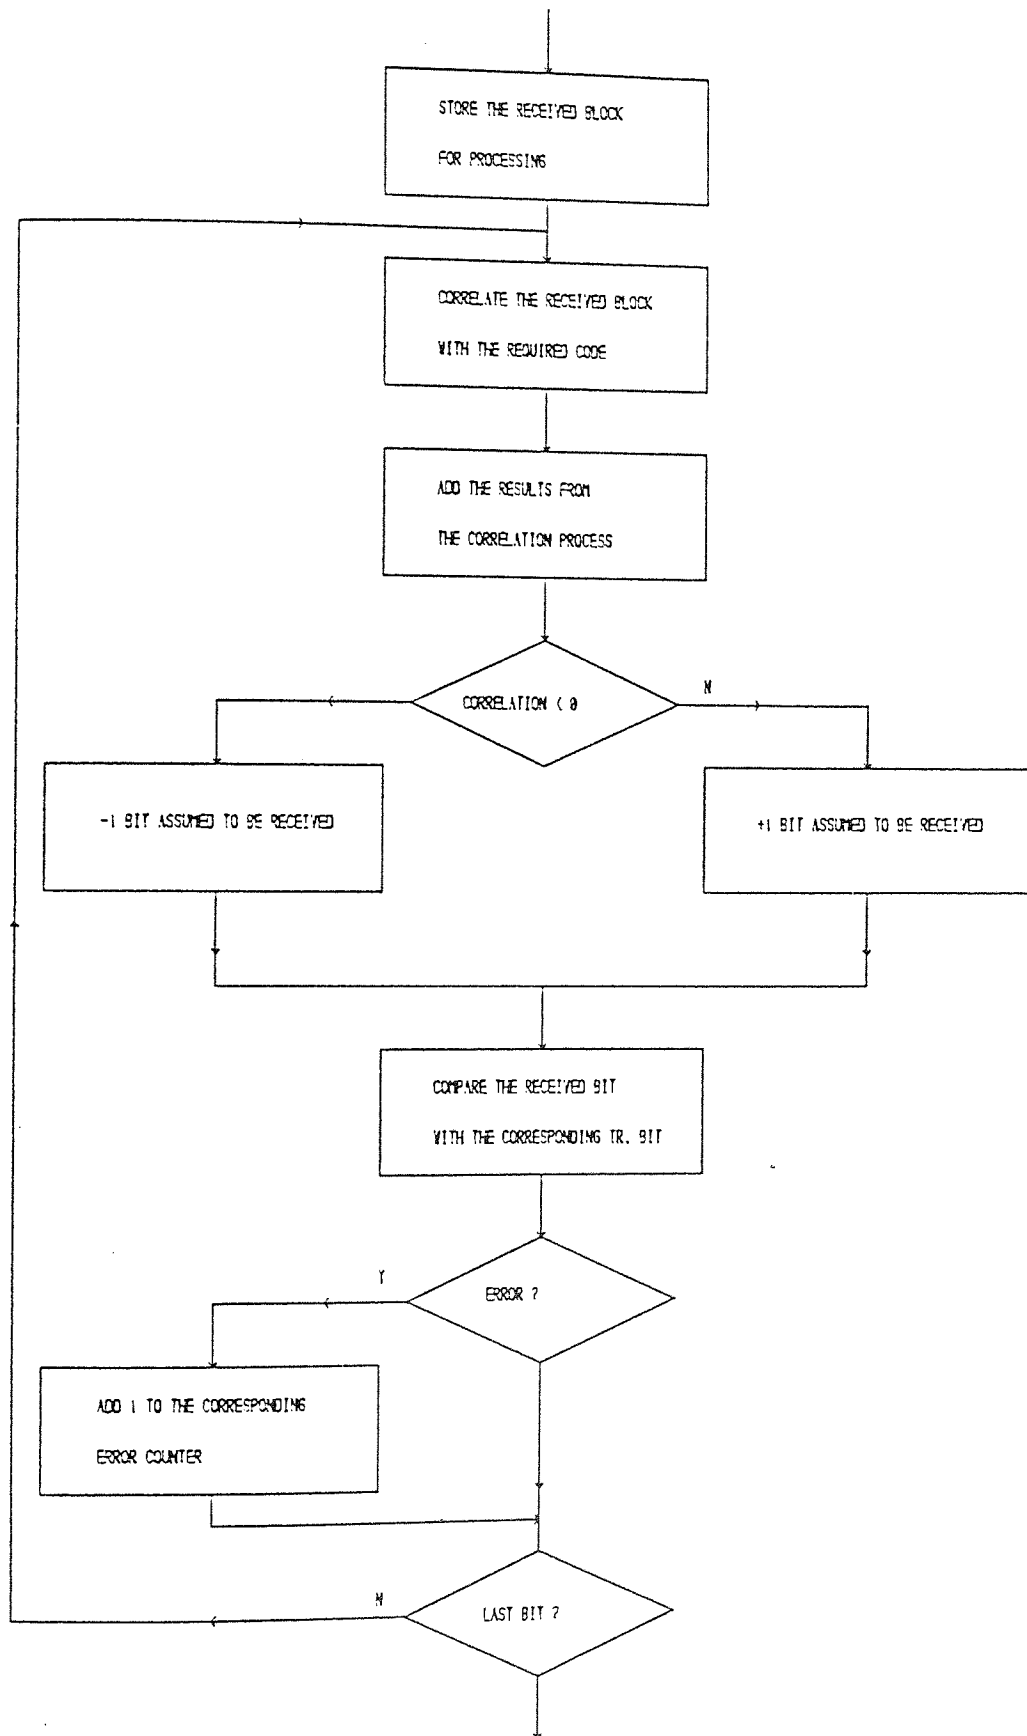 STORE THE RECEIVED BLOCK
FOR PROCESSING
CORRELATE THE RECEIVED BLOCK
WITH THE REQUIRED CODE
ADD THE RESULTS FROM
THE CORRELATION PROCESS
CORRELATION < 0
N
-1 BIT ASSUMED TO BE RECEIVED
+1 BIT ASSUMED TO BE RECEIVED
COMPARE THE RECEIVED BIT
WITH THE CORRESPONDING TR. BIT
Y
ERROR ?
ADD 1 TO THE CORRESPONDING
ERROR COUNTER
N
LAST BIT ?